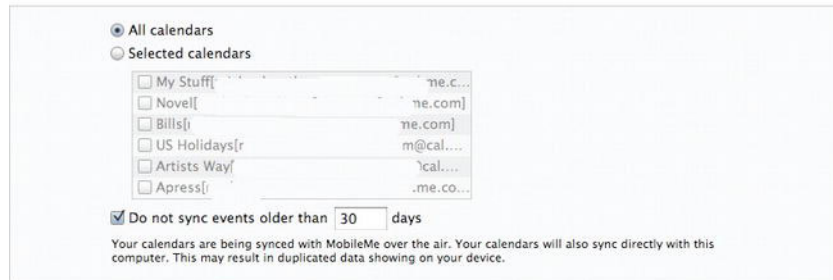 All calendars
Selected calendars
My Stuff[ me.c...
Novel[ me.com]
Bills[ me.com]
US Holidays[r m@cal....
Artists Way[ cal....
Apress[ .me.co...
Do not sync events older than 30 days
Your calendars are being synced with MobileMe over the air. Your calendars will also sync directly with this
computer. This may result in duplicated data showing on your device.